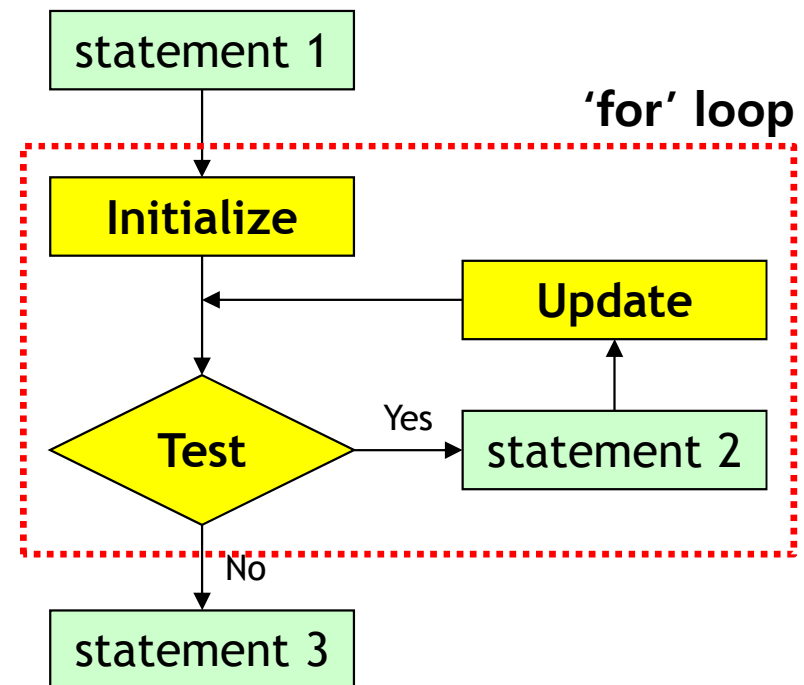 statement 1
‘for’ loop
Initialize
Update
Test
Yes
statement 2
No
statement 3